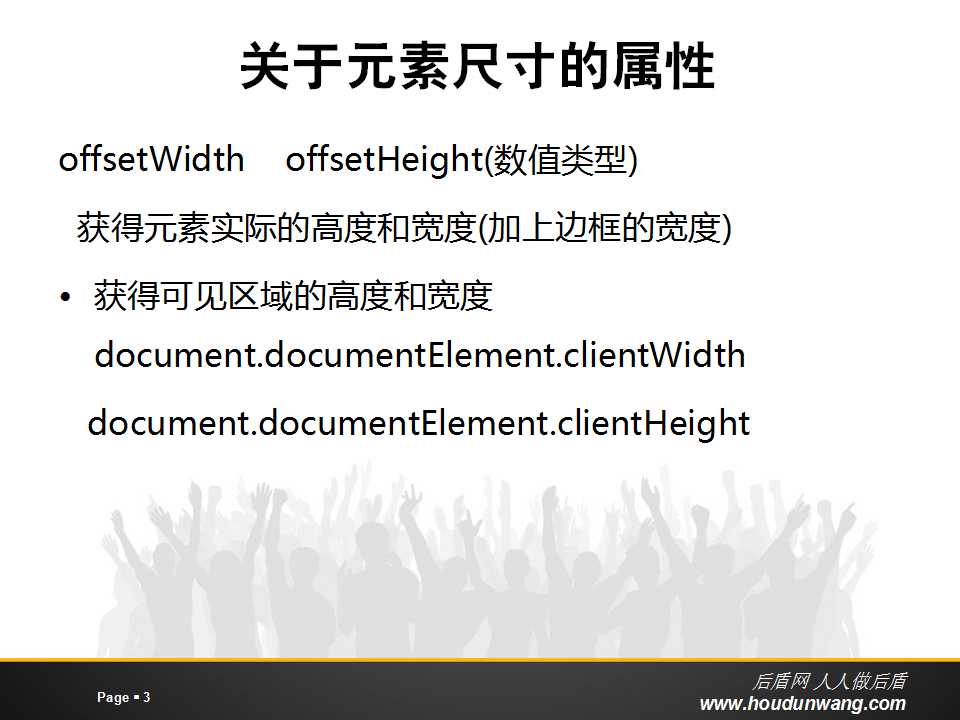 关于元素尺寸的属性
offsetWidth offsetHeight(数值类型)
获得元素实际的高度和宽度(加上边框的宽度)
• 获得可见区域的高度和宽度
document.documentElement.clientWidth
document.documentElement.clientHeight
Page ▪ 3
后盾网 人人做后盾
www.houdunwang.com